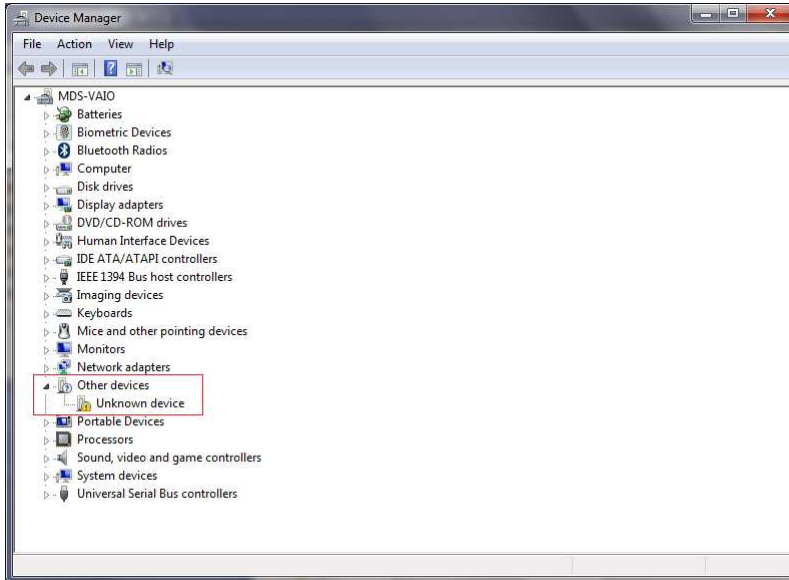 Device Manager
File Action View Help
MDS-VAIO
Batteries
Biometric Devices
Bluetooth Radios
Computer
Disk drives
Display adapters
DVD/CD-ROM drives
Human Interface Devices
IDE ATA/ATAPI controllers
IEEE 1394 Bus host controllers
Imaging devices
Keyboards
Mice and other pointing devices
Monitors
Network adapters
Other devices
Unknown device
Portable Devices
Processors
Sound, video and game controllers
System devices
Universal Serial Bus controllers